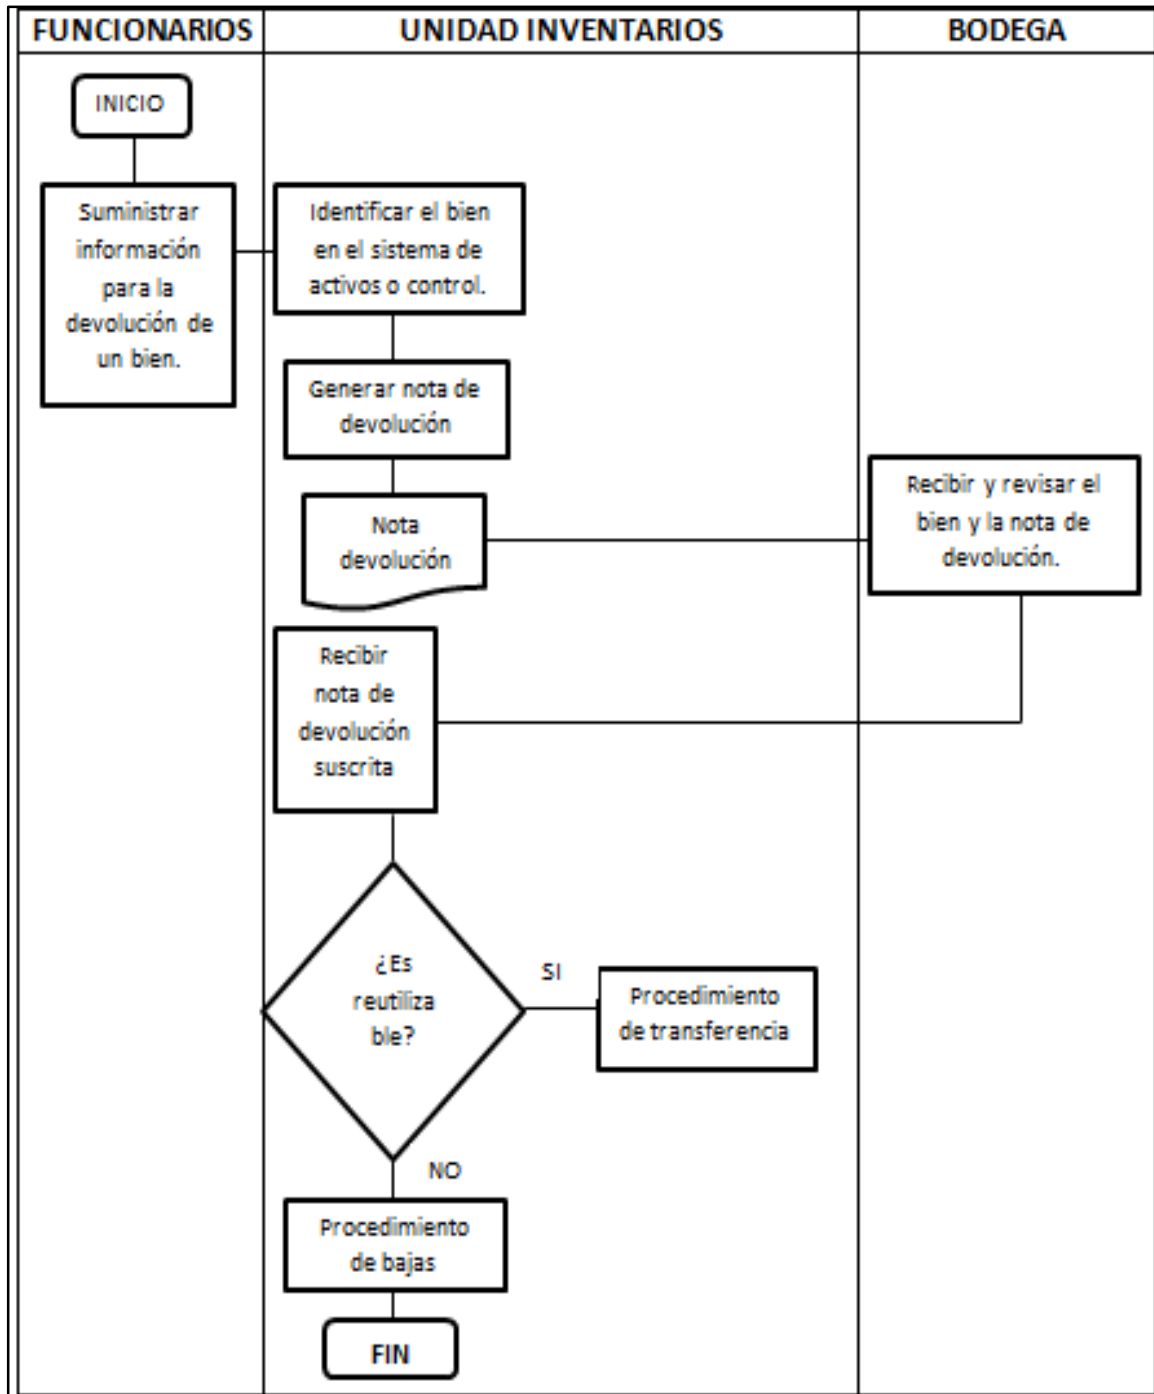 FUNCIONARIOS
UNIDAD INVENTARIOS
BODEGA
INICIO
Suministrar
información
para la
devolución de
un bien.
Identificar el bien
en el sistema de
activos o control.
Generar nota de
devolución
Nota
devolución
Recibir y revisar el
bien y la nota de
devolución.
Recibir
nota de
devolución
suscrita
¿Es
reutiliza
ble?
SI
Procedimiento
de transferencia
NO
Procedimiento
de bajas
FIN